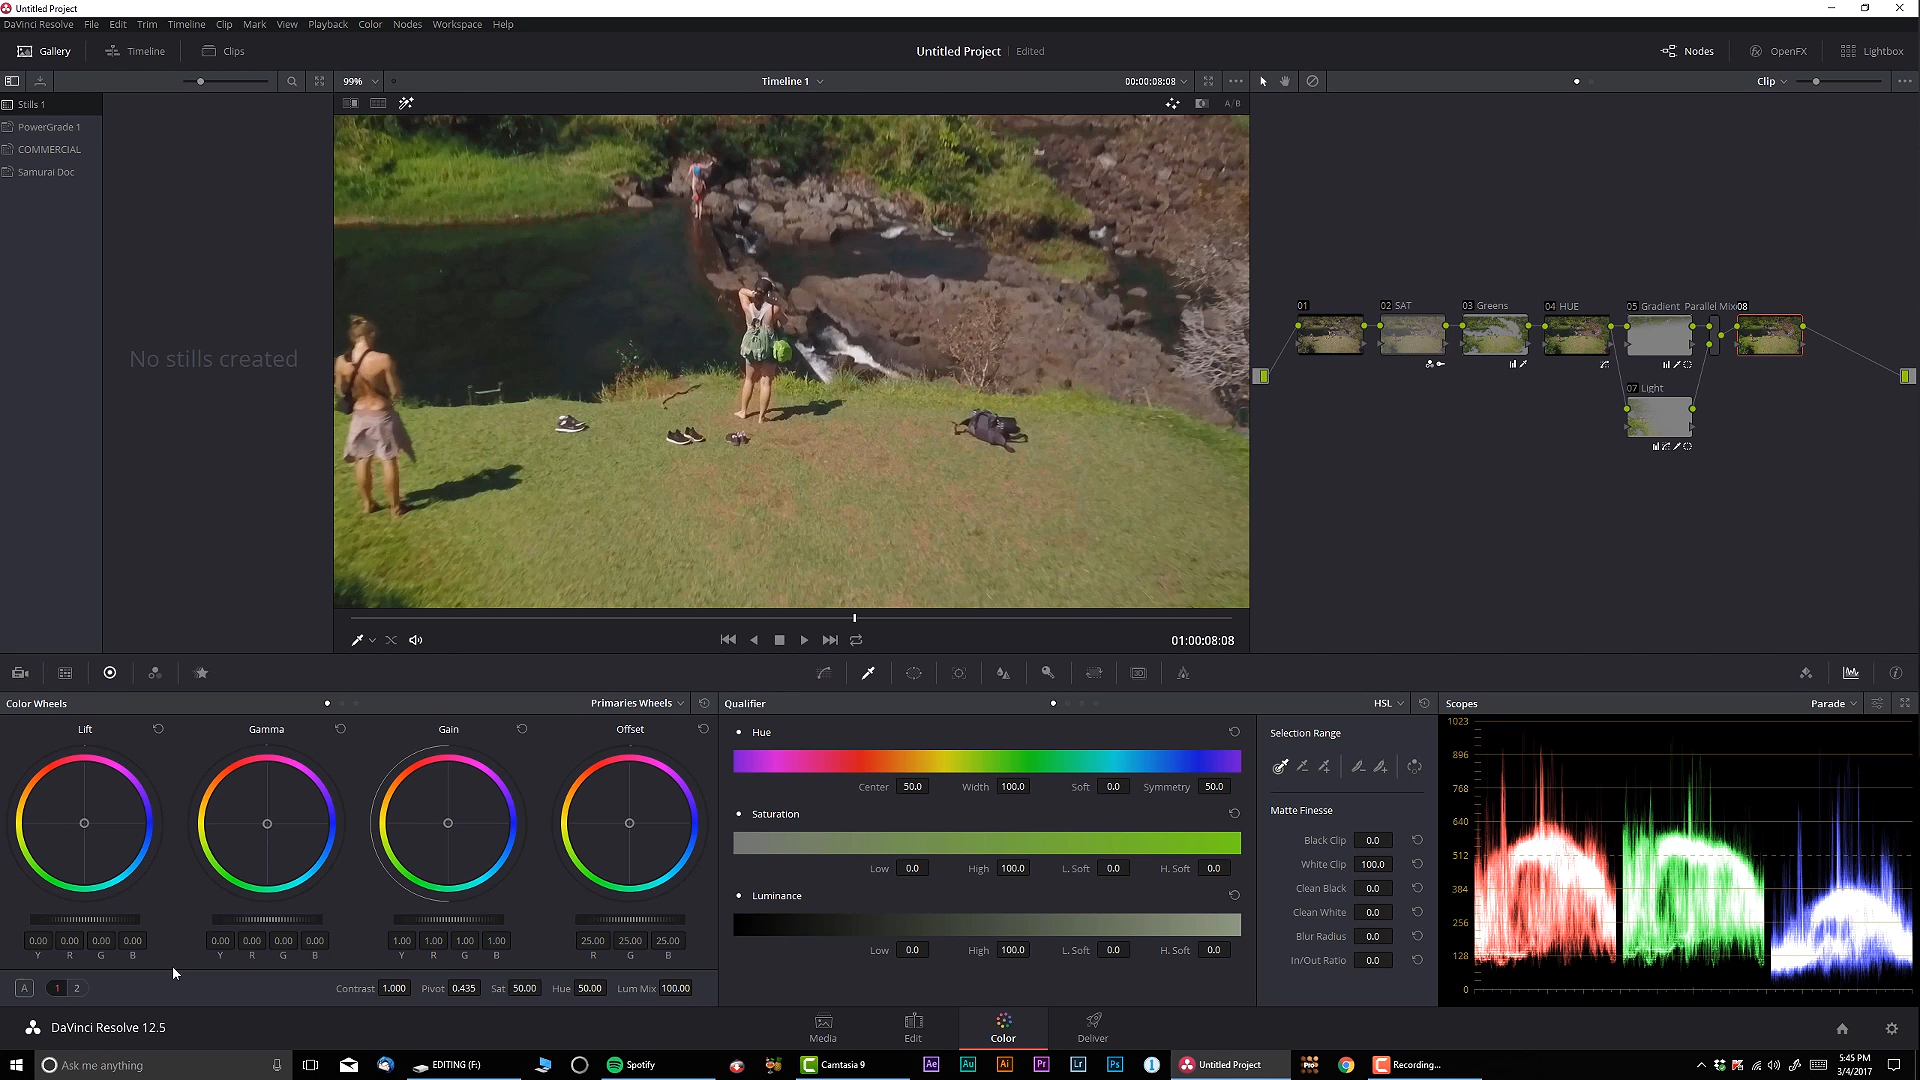 Untitled Project
DaVinci Resolve File Edit Trim Timeline Clip Mark View Playback Color Nodes Workspace Help
Gallery Timeline Clips Untitled Project Edited Nodes OpenFX Lightbox
99% Timeline 1 00:00:08:08 Clip
A/B
Stills 1
PowerGrade 1
COMMERCIAL
Samurai Doc
No stills created
01 02 SAT 03 Greens 04 HUE 05 Gradient Parallel Mix 08
07 Light
01:00:08:08
Color Wheels Primaries Wheels Qualifier HSL Scopes Parade
Lift Gamma Gain Offset
0.00 0.00 0.00 0.00 0.00 0.00 0.00 0.00 1.00 1.00 1.00 1.00 25.00 25.00 25.00
Y R G B Y R G B Y R G B R G B
A 1 2 Contrast 1.000 Pivot 0.435 Sat 50.00 Hue 50.00 Lum Mix 100.00
Hue
Center 50.0 Width 100.0 Soft 0.0 Symmetry 50.0
Saturation
Low 0.0 High 100.0 L. Soft 0.0 H. Soft 0.0
Luminance
Low 0.0 High 100.0 L. Soft 0.0 H. Soft 0.0
Selection Range
Matte Finesse
Black Clip 0.0
White Clip 100.0
Clean Black 0.0
Clean White 0.0
Blur Radius 0.0
In/Out Ratio 0.0
1023
896
768
640
512
384
256
128
0
DaVinci Resolve 12.5 Media Edit Color Deliver
Ask me anything EDITING (F:) Spotify Camtasia 9 Ae Au Ai Pr Lr Ps Untitled Project Recording... 5:45 PM
3/4/2017